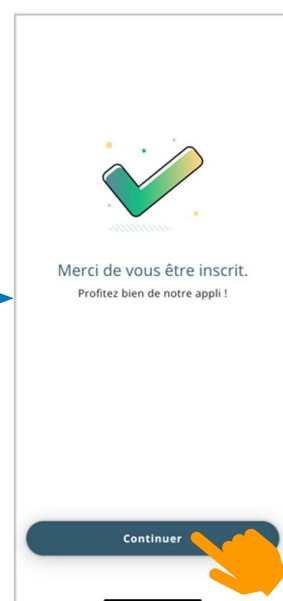 Merci de vous être inscrit.
Profitez bien de notre appli !
Continuer